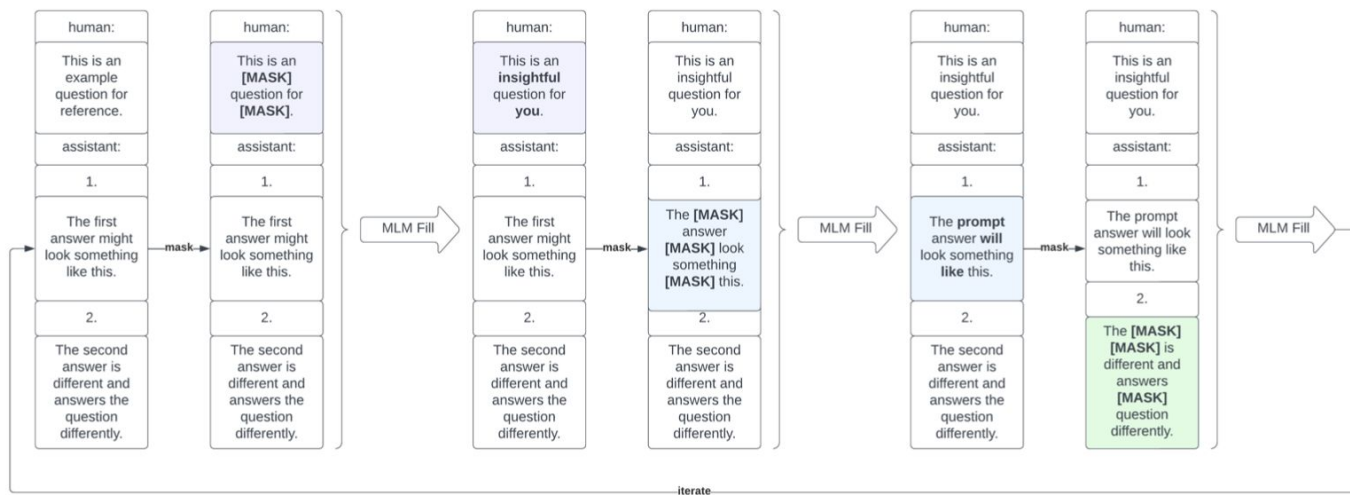 human:
This is an
example
question for
reference.
assistant:
1.
The first
answer might
look something
like this.
2.
The second
answer is
different and
answers the
question
differently.
mask
human:
This is an
[MASK]
question for
[MASK].
assistant:
1.
The first
answer might
look something
like this.
2.
The second
answer is
different and
answers the
question
differently.
MLM Fill
human:
This is an
insightful
question for
you.
assistant:
1.
The first
answer might
look something
like this.
2.
The second
answer is
different and
answers the
question
differently.
mask
human:
This is an
insightful
question for
you.
assistant:
1.
The [MASK]
answer
[MASK] look
something
[MASK] this.
2.
The second
answer is
different and
answers the
question
differently.
MLM Fill
human:
This is an
insightful
question for
you.
assistant:
1.
The prompt
answer will
look something
like this.
2.
The second
answer is
different and
answers the
question
differently.
mask
human:
This is an
insightful
question for
you.
assistant:
1.
The prompt
answer will look
something like
this.
2.
The [MASK]
[MASK] is
different and
answers
[MASK]
question
differently.
MLM Fill
iterate